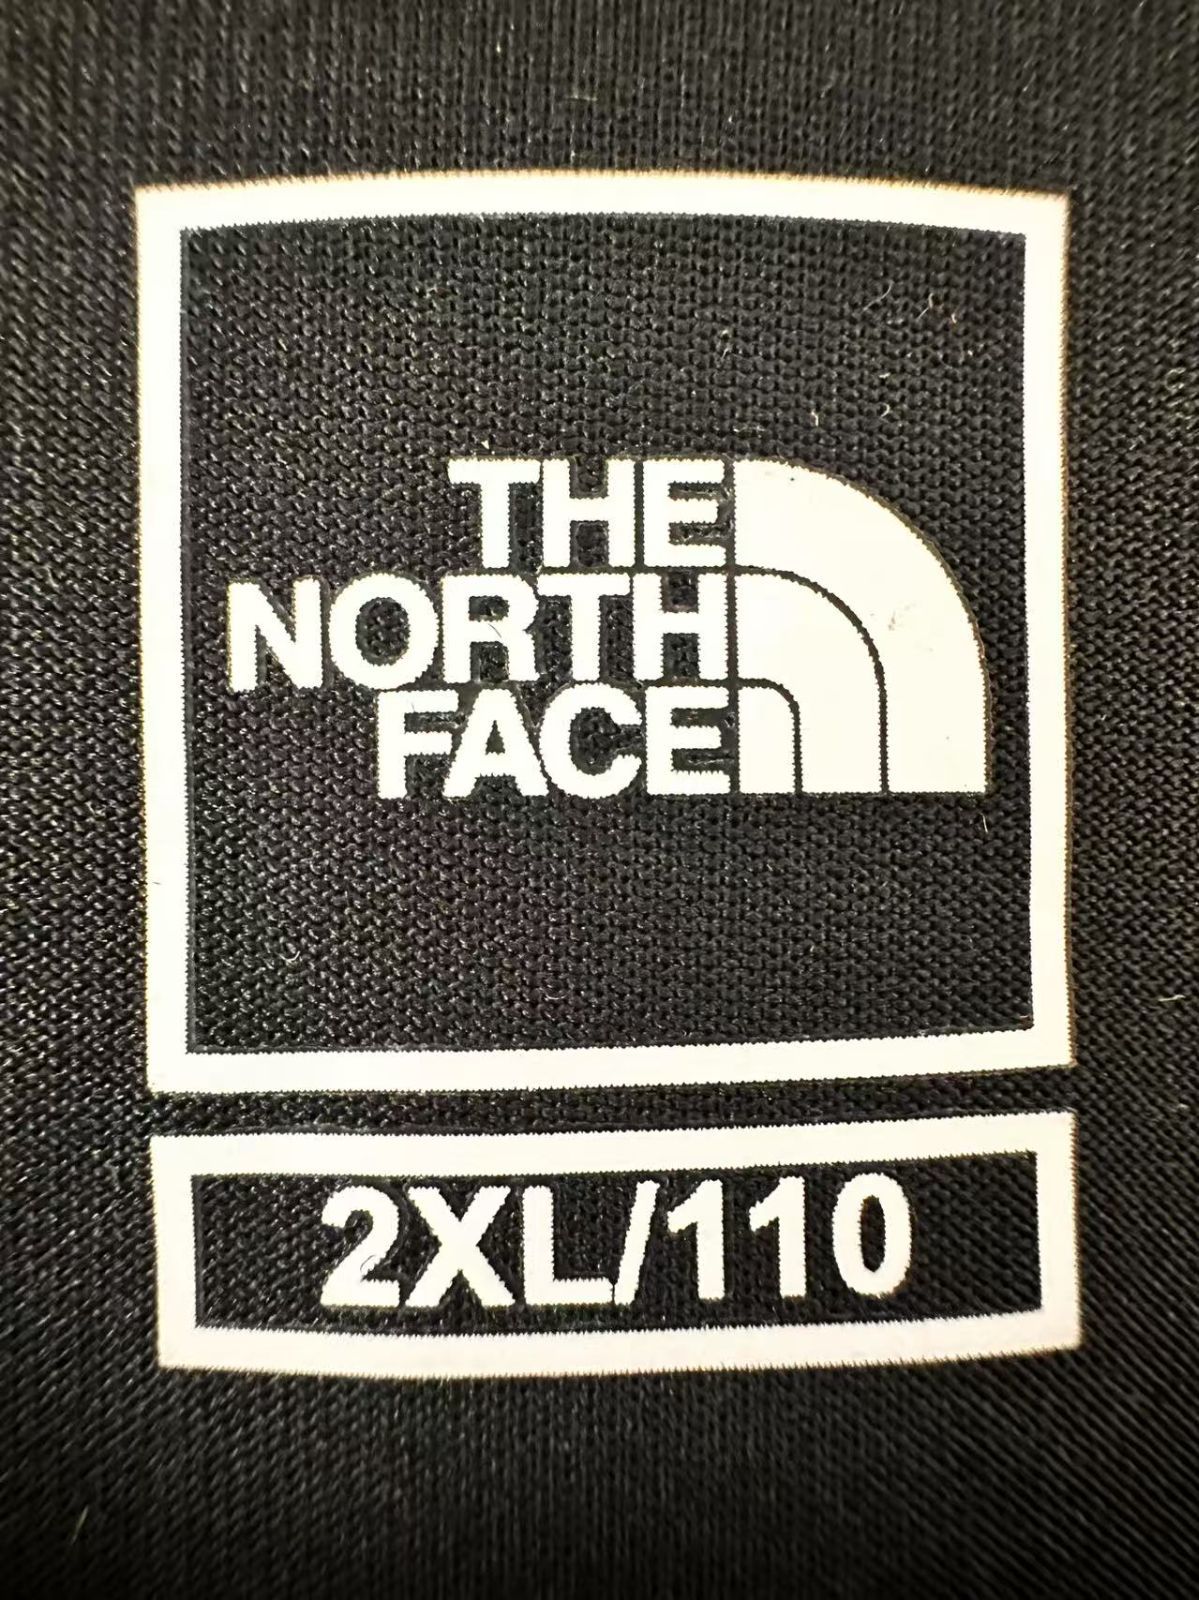 THE
NORTH
FACE
2XL/110